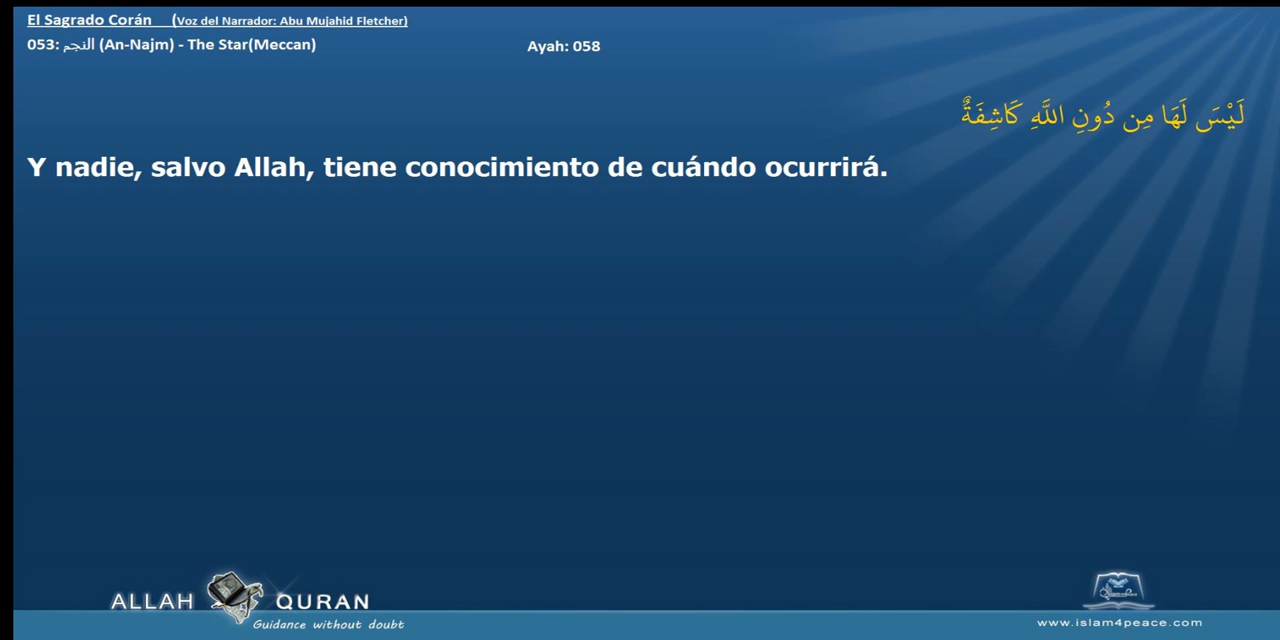 El Sagrado Corán (Voz del Narrador: Abu Mujahid Fletcher)
053: النجم (An-Najm) - The Star(Meccan)
Ayah: 058
لَيْسَ لَهَا مِن دُونِ اللَّهِ كَاشِفَةٌ
Y nadie, salvo Allah, tiene conocimiento de cuándo ocurrirá.
ALLAH QURAN
Guidance without doubt
www.islam4peace.com